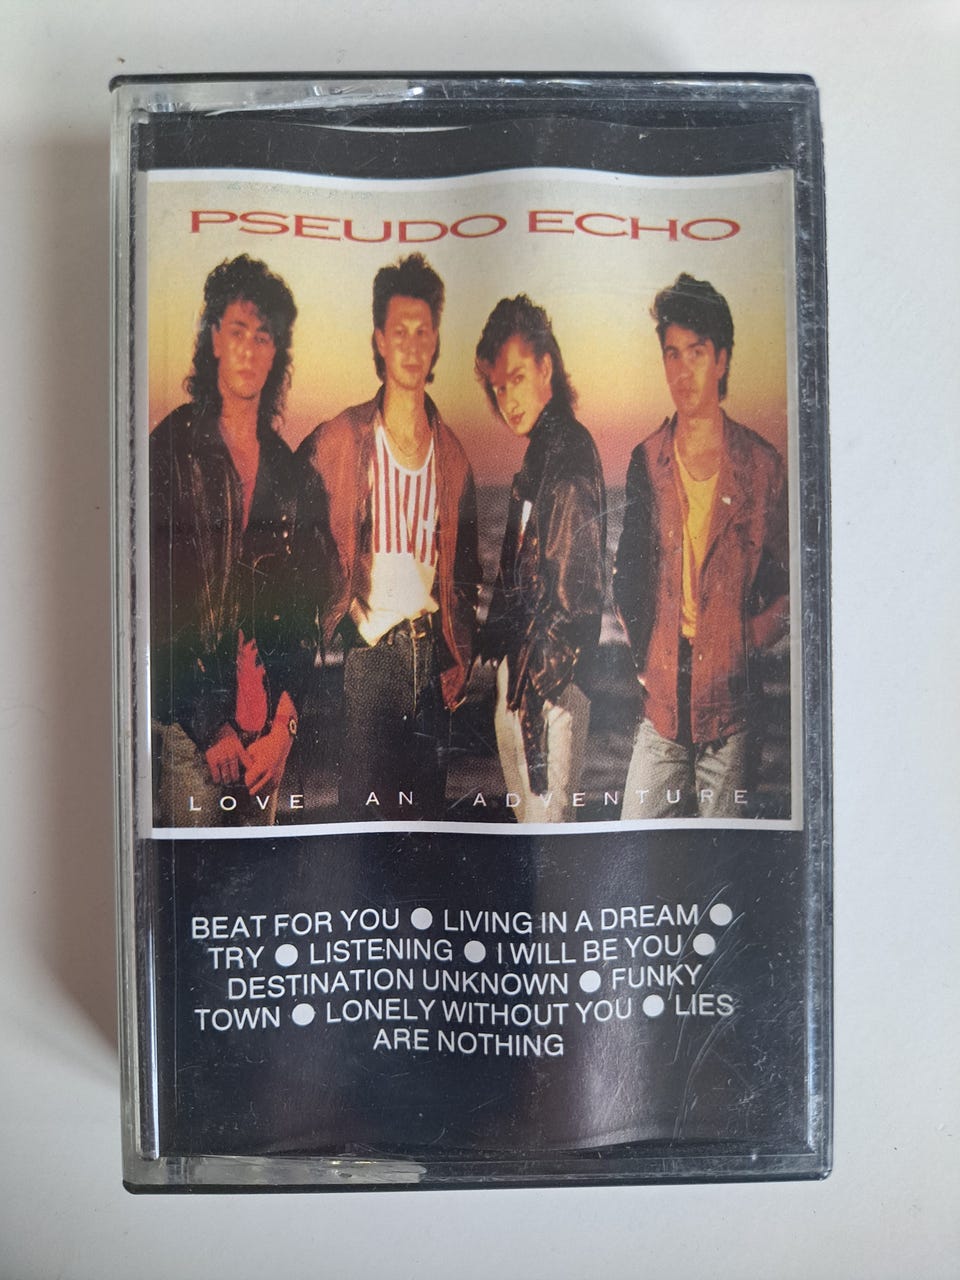 PSEUDO ECHO
LOVE AN ADVENTURE
BEAT FOR YOU ● LIVING IN A DREAM ●
TRY ● LISTENING ● I WILL BE YOU ●
DESTINATION UNKNOWN ● FUNKY
TOWN ● LONELY WITHOUT YOU ● LIES
ARE NOTHING